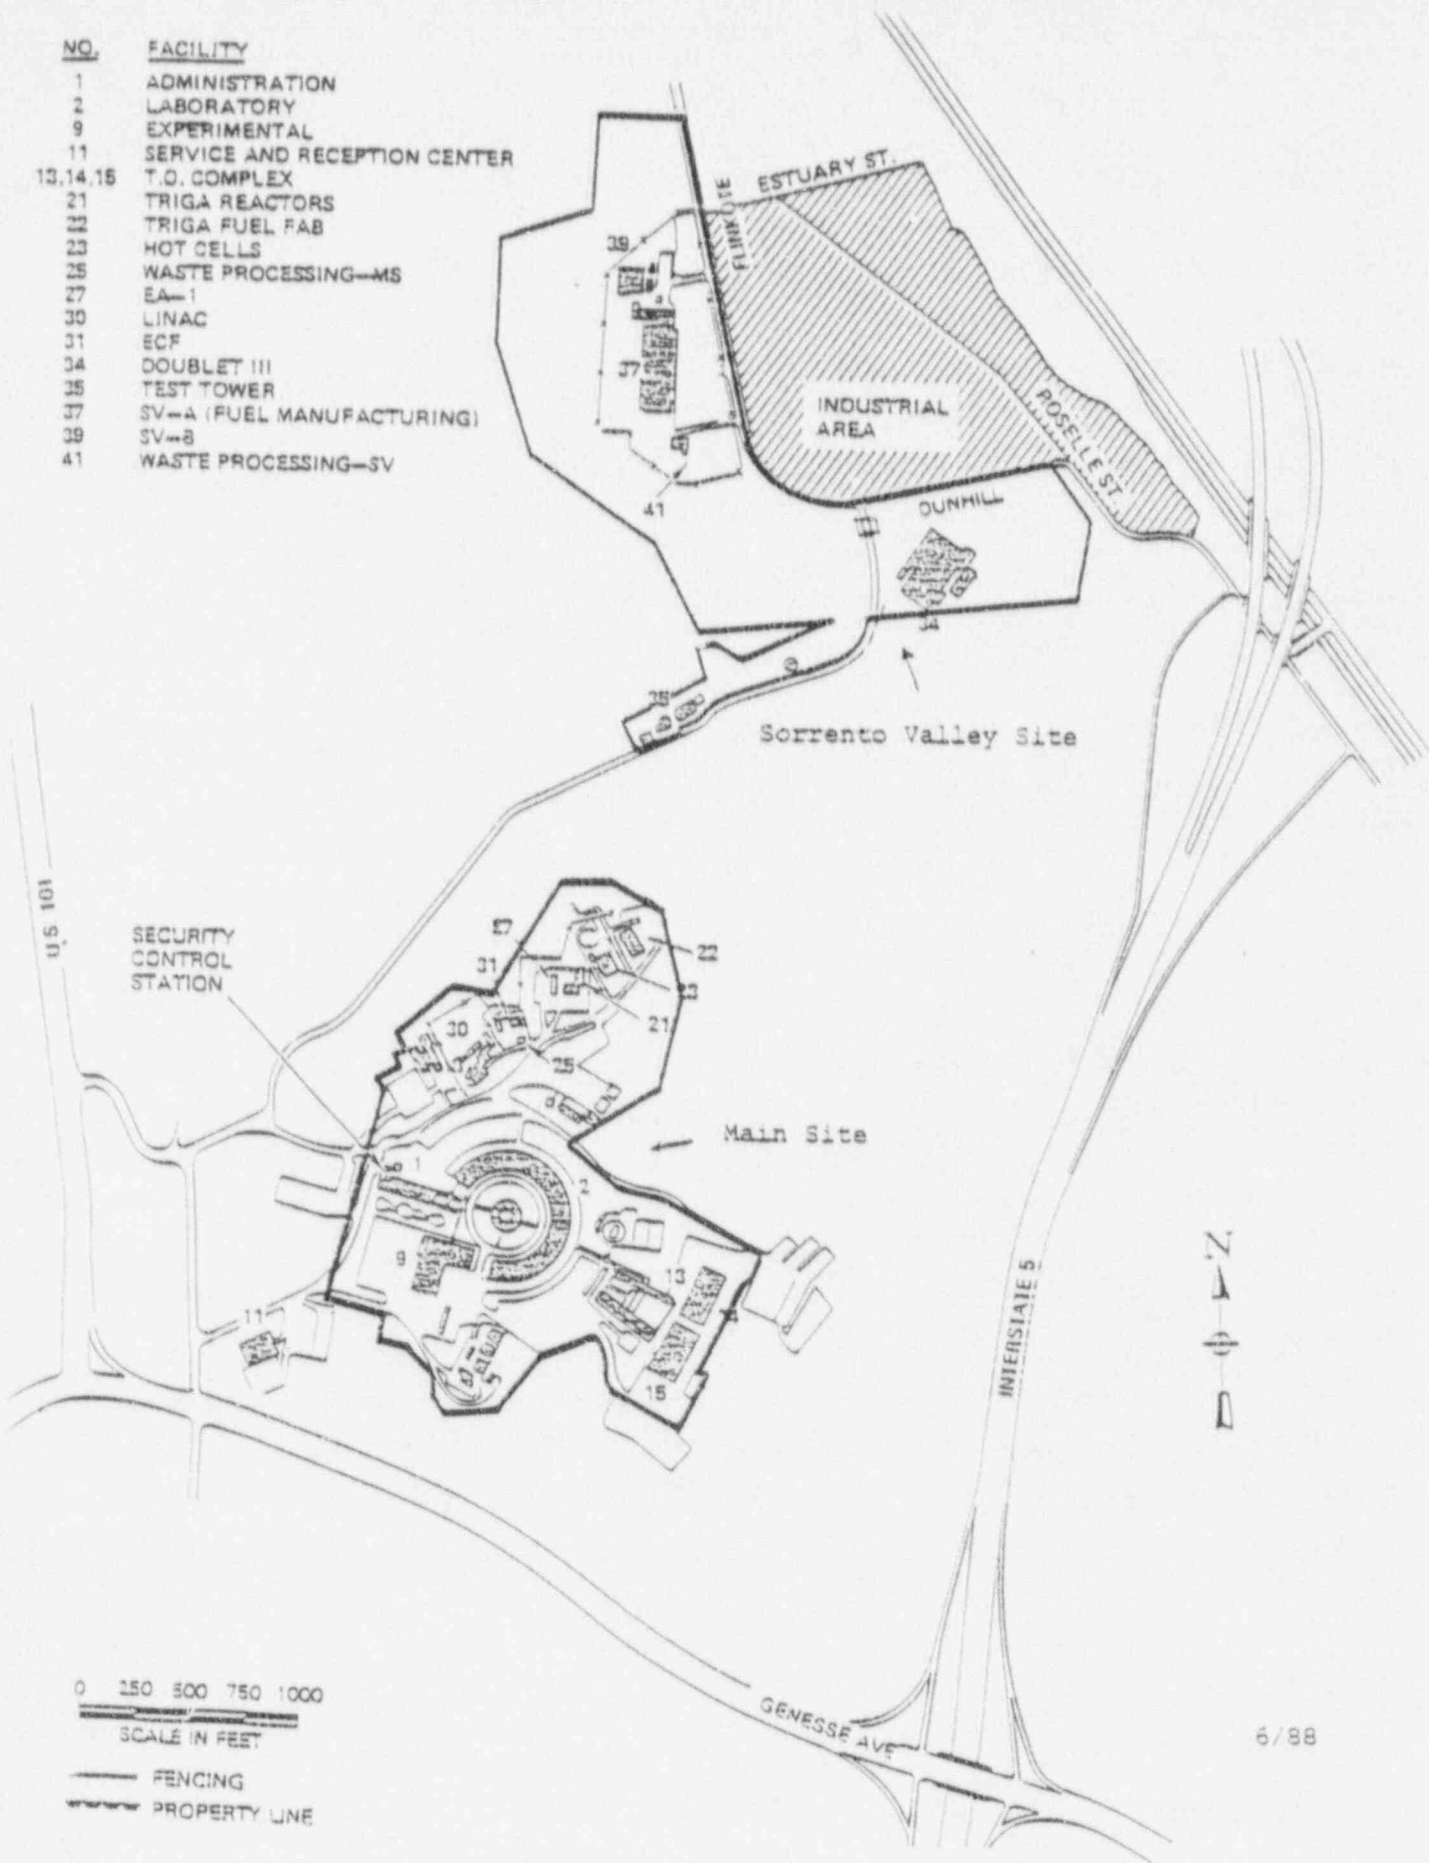 NO. FACILITY
1 ADMINISTRATION
2 LABORATORY
9 EXPERIMENTAL
11 SERVICE AND RECEPTION CENTER
13,14,15 T.O. COMPLEX
21 TRIGA REACTORS
22 TRIGA FUEL FAB
23 HOT CELLS
25 WASTE PROCESSING—MS
27 EA—1
30 LINAC
31 ECF
34 DOUBLET III
35 TEST TOWER
37 SV—A (FUEL MANUFACTURING)
39 SV—B
41 WASTE PROCESSING—SV
ESTUARY ST.
39
37
INDUSTRIAL
AREA
ROSELLE ST.
41
DUNHILL
34
35
Sorrento Valley Site
U.S. 101
SECURITY
CONTROL
STATION
27
22
31
23
30
21
25
Main Site
1
2
9
13
11
14
15
INTERSTATE 5
N
0 250 500 750 1000
SCALE IN FEET
GENESSE AVE
6/88
FENCING
PROPERTY LINE